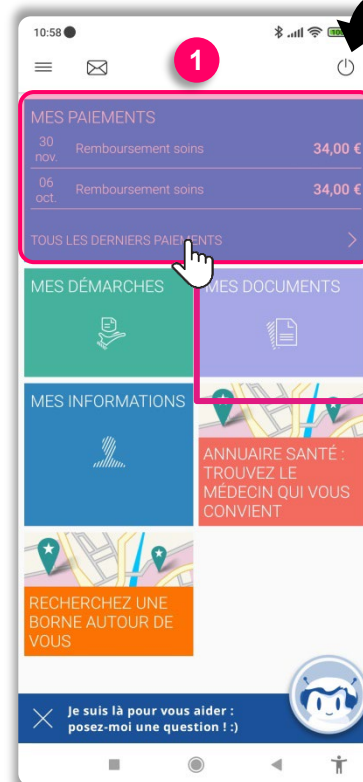 10:58
1
MES PAIEMENTS
30
nov.
Remboursement soins
34,00 €
06
oct.
Remboursement soins
34,00 €
TOUS LES DERNIERS PAIEMENTS
MES DÉMARCHES
MES DOCUMENTS
MES INFORMATIONS
ANNUAIRE SANTÉ :
TROUVEZ LE
MÉDECIN QUI VOUS
CONVIENT
RECHERCHEZ UNE
BORNE AUTOUR DE
VOUS
Je suis là pour vous aider :
posez-moi une question ! :)